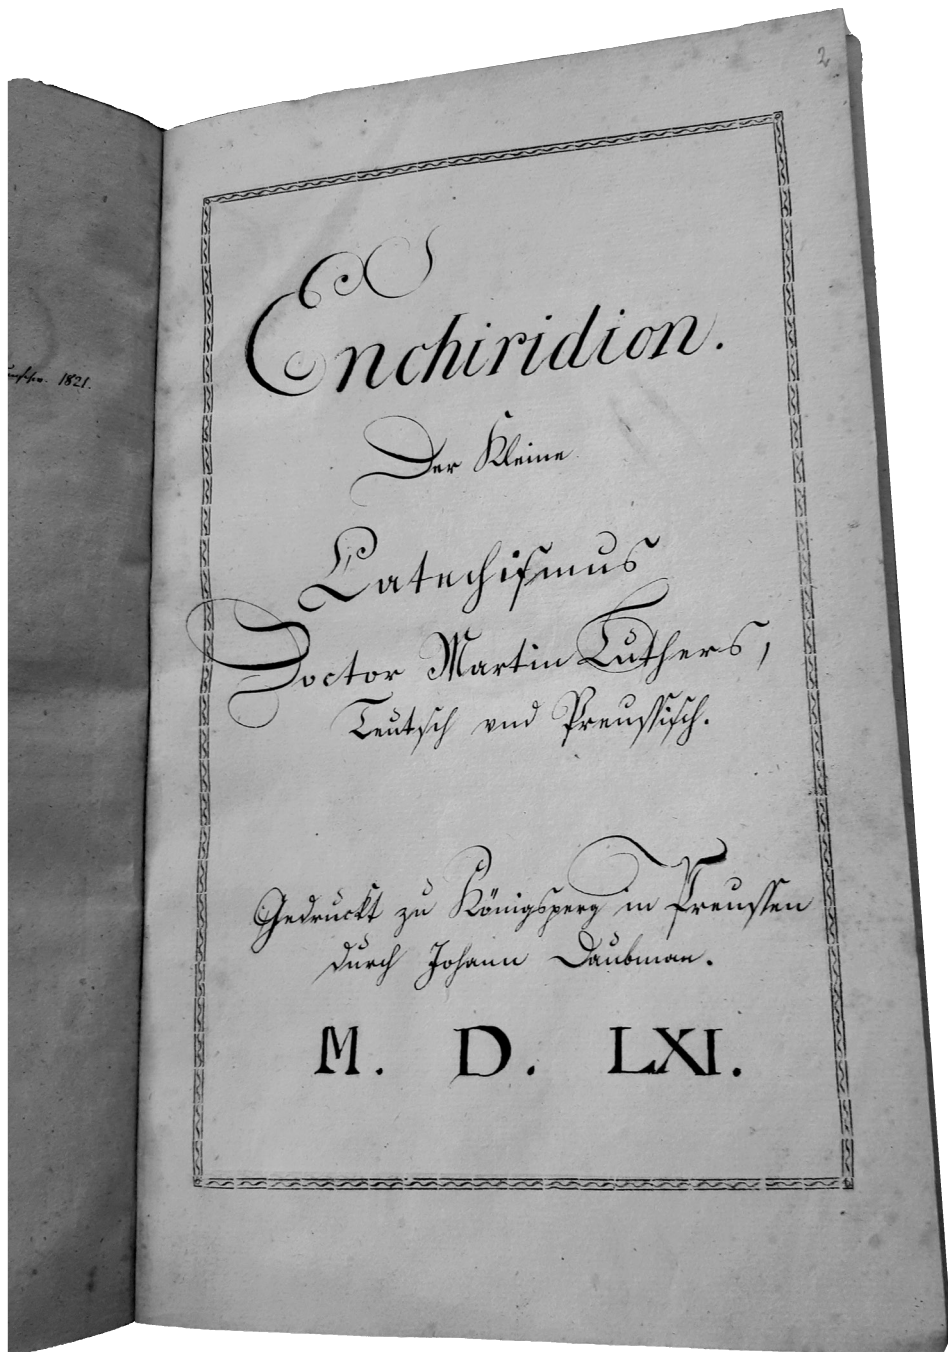 2
1821.
Enchiridion.
Der Kleine
Catechismus
Doctor Martin Luthers,
Teutsch vnd Preussisch.
Gedruckt zu Königsperg in Preussen
durch Johann Daubman.
M. D. LXI.